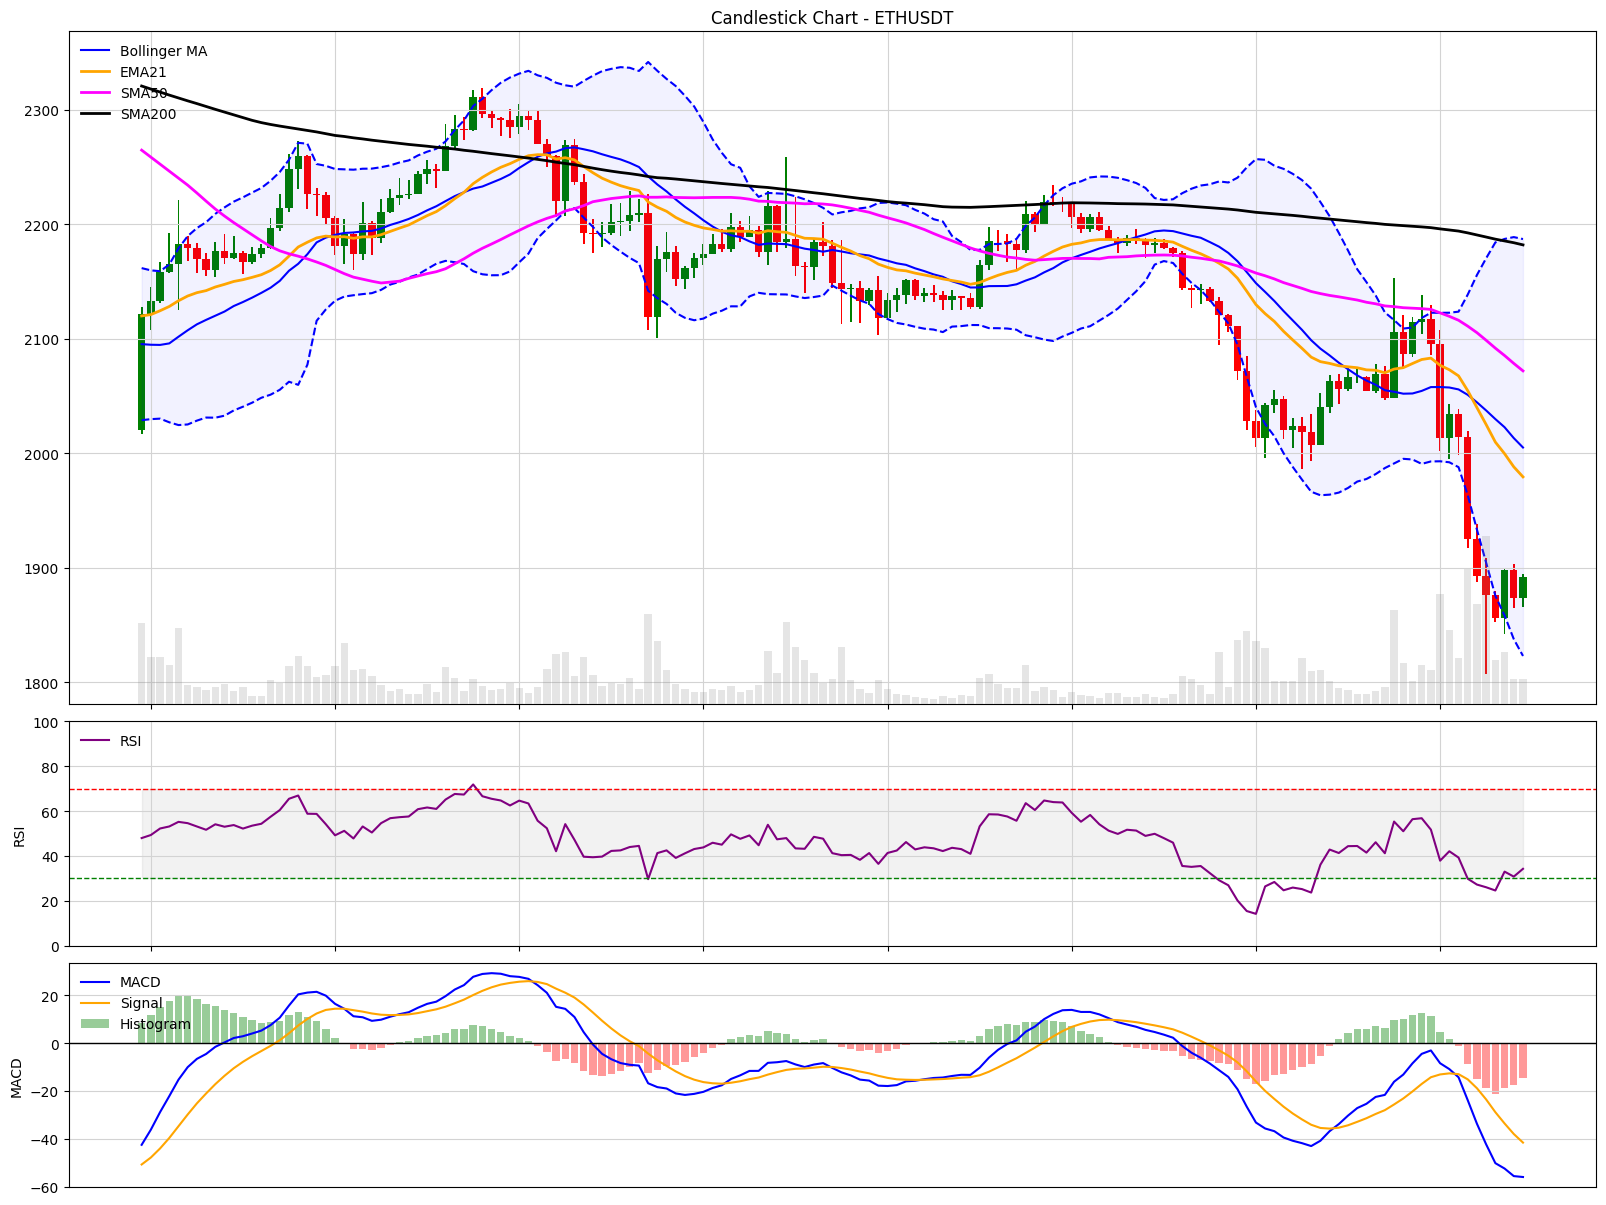 Candlestick Chart - ETHUSDT
Bollinger MA
EMA21
SMA50
SMA200
2300
2200
2100
2000
1900
1800
RSI
RSI
100
80
60
40
20
0
MACD
Signal
Histogram
MACD
20
0
−20
−40
−60